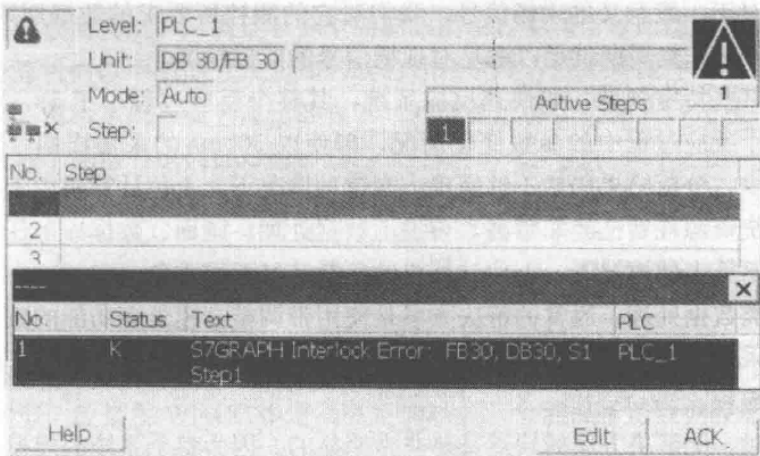 Level: PLC_1
Unit: DB 30/FB 30
Mode: Auto
1
Active Steps
Step:
1
No. Step
2
3
No. Status Text PLC
1 K S7GRAPH Interlock Error: FB30, DB30, S1 PLC_1
Step1
Help Edit ACK